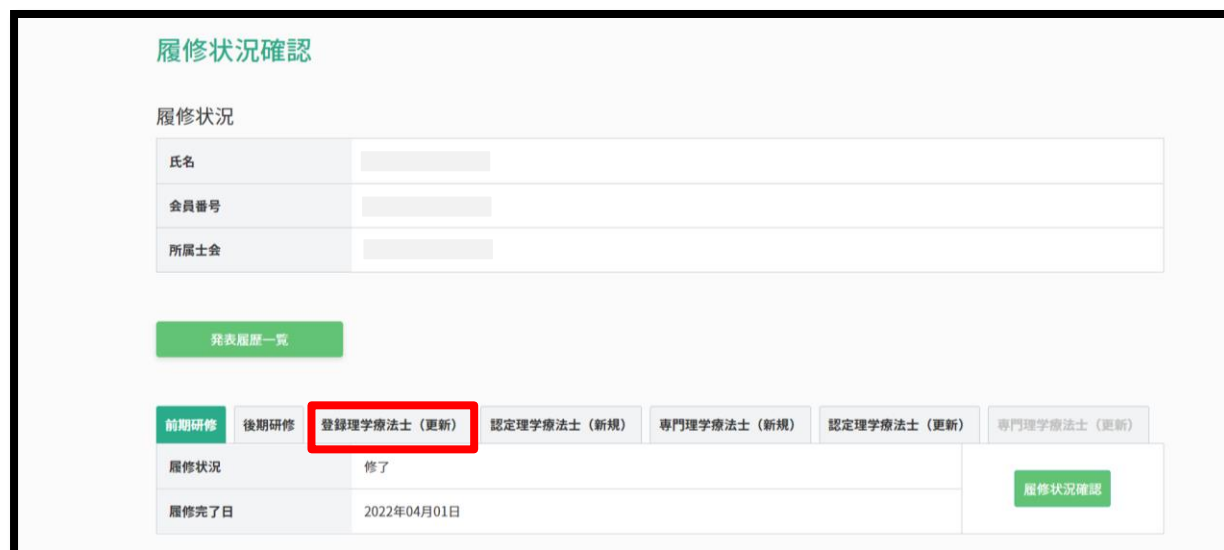 履修状況確認
履修状況
氏名
会員番号
所属士会
発表履歴一覧
前期研修 後期研修 登録理学療法士（更新） 認定理学療法士（新規） 専門理学療法士（新規） 認定理学療法士（更新） 専門理学療法士（更新）
履修状況 修了
履修状況確認
履修完了日 2022年04月01日